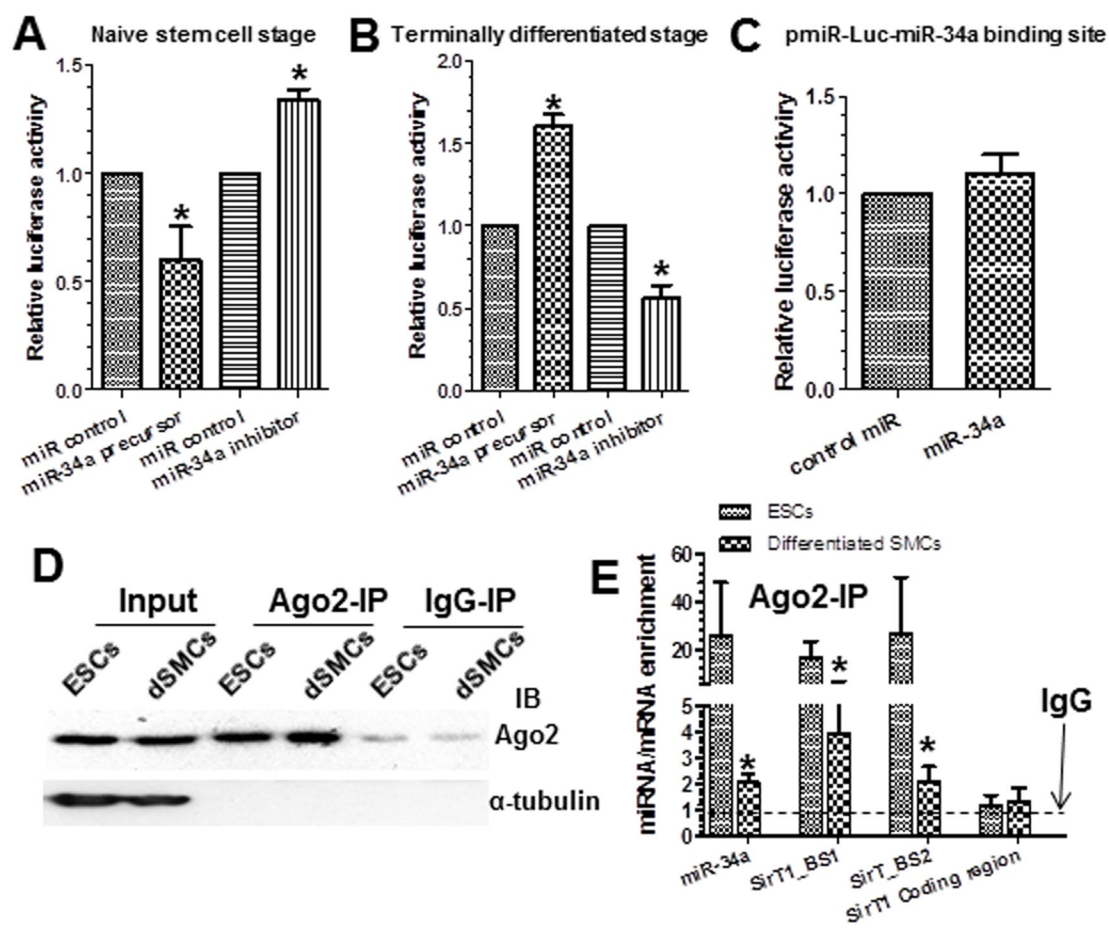 A
Naive stem cell stage
Relative luciferase activiry
1.5
1.0
0.5
0.0
*
*
miR control
miR-34a precursor
miR control
miR-34a inhibitor
B
Terminally differentiated stage
Relative luciferase activiry
2.0
1.5
1.0
0.5
0.0
*
*
miR control
miR-34a precursor
miR control
miR-34a inhibitor
C
pmiR-Luc-miR-34a binding site
Relative luciferase activiry
1.5
1.0
0.5
0.0
control miR
miR-34a
D
Input
Ago2-IP
IgG-IP
ESCs
dSMCs
ESCs
dSMCs
ESCs
dSMCs
IB
Ago2
α-tubulin
E
ESCs
Differentiated SMCs
Ago2-IP
miRNA/mRNA enrichment
60
40
20
5
4
3
2
1
0
*
*
*
IgG
miR-34a
SirT1_BS1
SirT_BS2
SirT1 Coding region